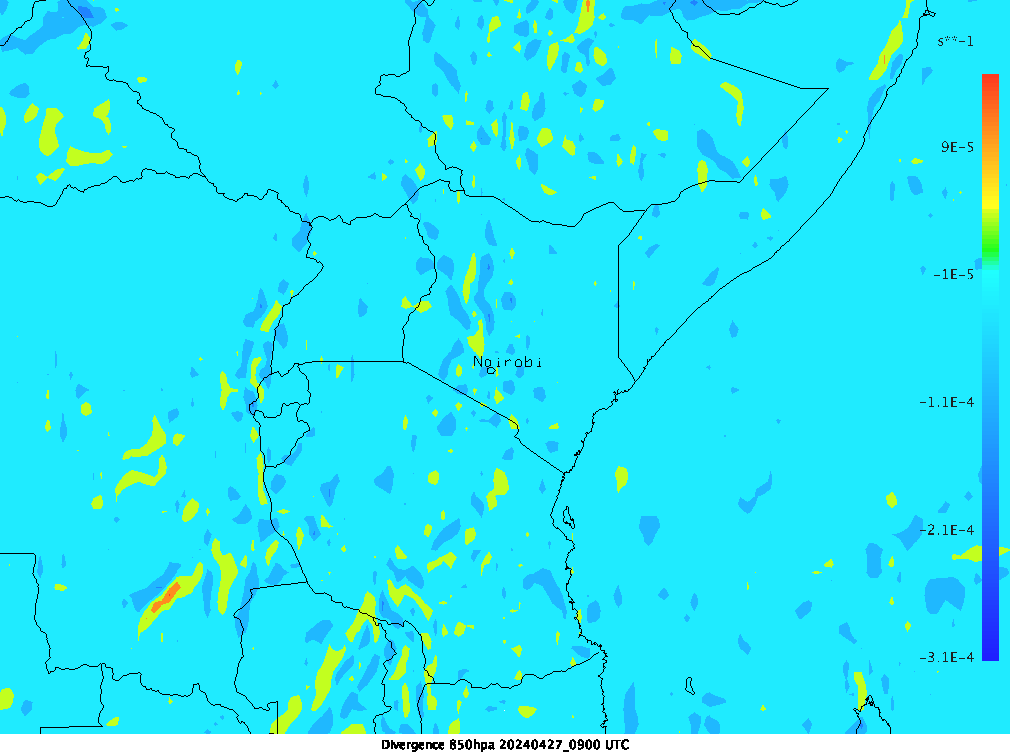 s**-1
9E-5
-1E-5
Nairobi
-1.1E-4
-2.1E-4
-3.1E-4
Divergence 850hpa 20240427_0900 UTC